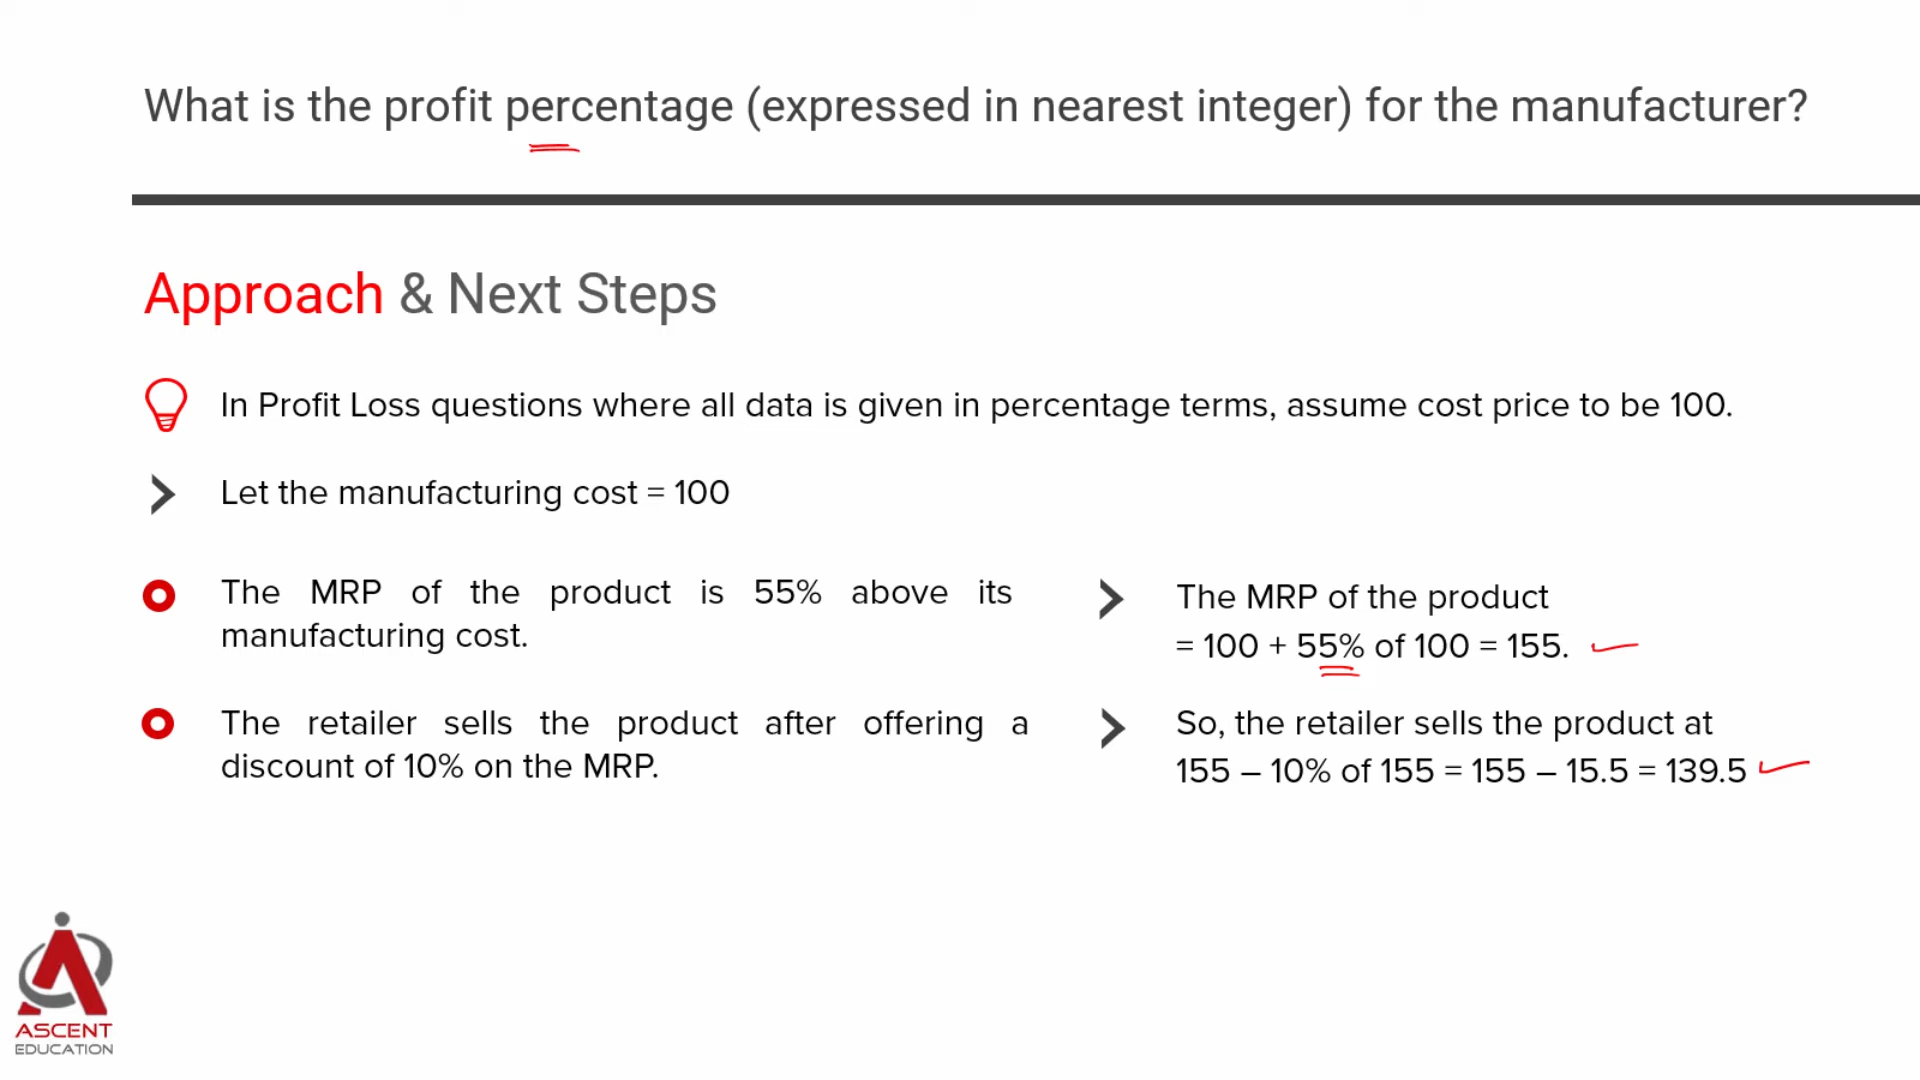 What is the profit percentage (expressed in nearest integer) for the manufacturer?
Approach & Next Steps
In Profit Loss questions where all data is given in percentage terms, assume cost price to be 100.
Let the manufacturing cost = 100
The MRP of the product is 55% above its
manufacturing cost.
The MRP of the product
= 100 + 55% of 100 = 155.
The retailer sells the product after offering a
discount of 10% on the MRP.
So, the retailer sells the product at
155 – 10% of 155 = 155 – 15.5 = 139.5
ASCENT
EDUCATION